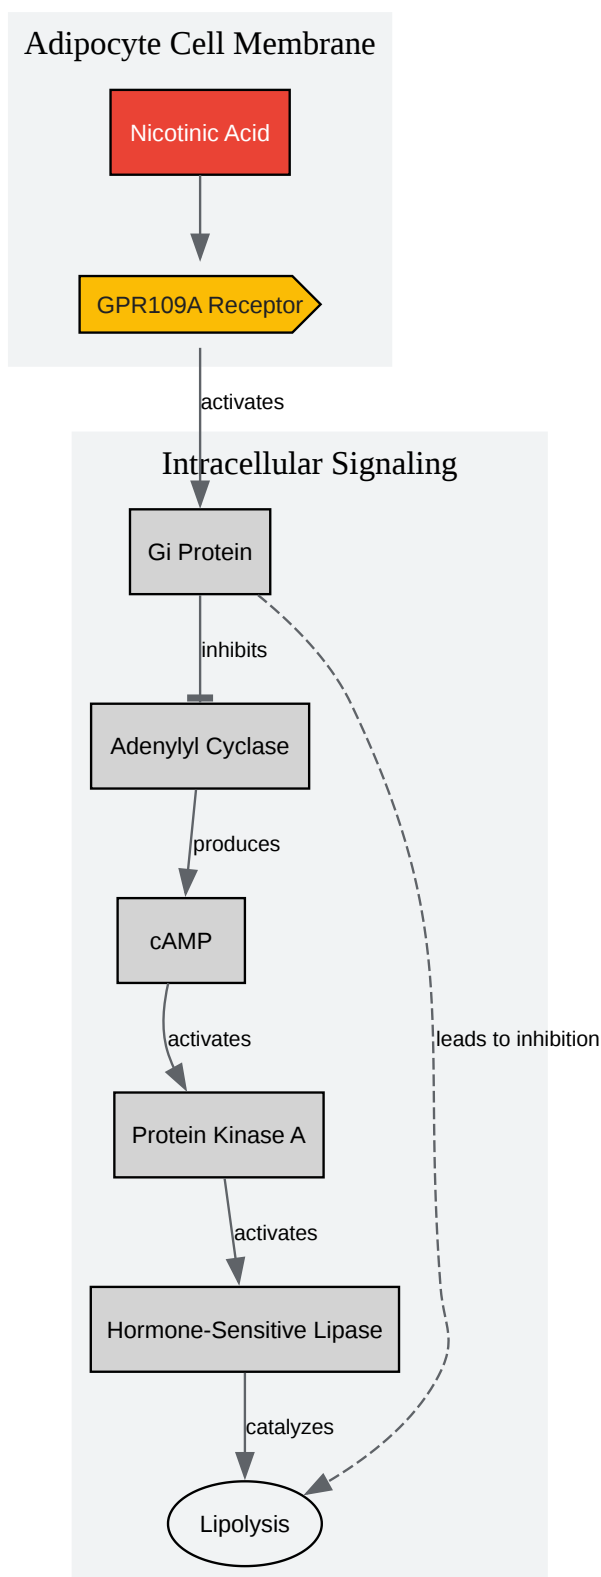 Adipocyte Cell Membrane
Nicotinic Acid
GPR109A Receptor
activates
Intracellular Signaling
Gi Protein
inhibits
Adenylyl Cyclase
produces
cAMP
activates
leads to inhibition
Protein Kinase A
activates
Hormone-Sensitive Lipase
catalyzes
Lipolysis